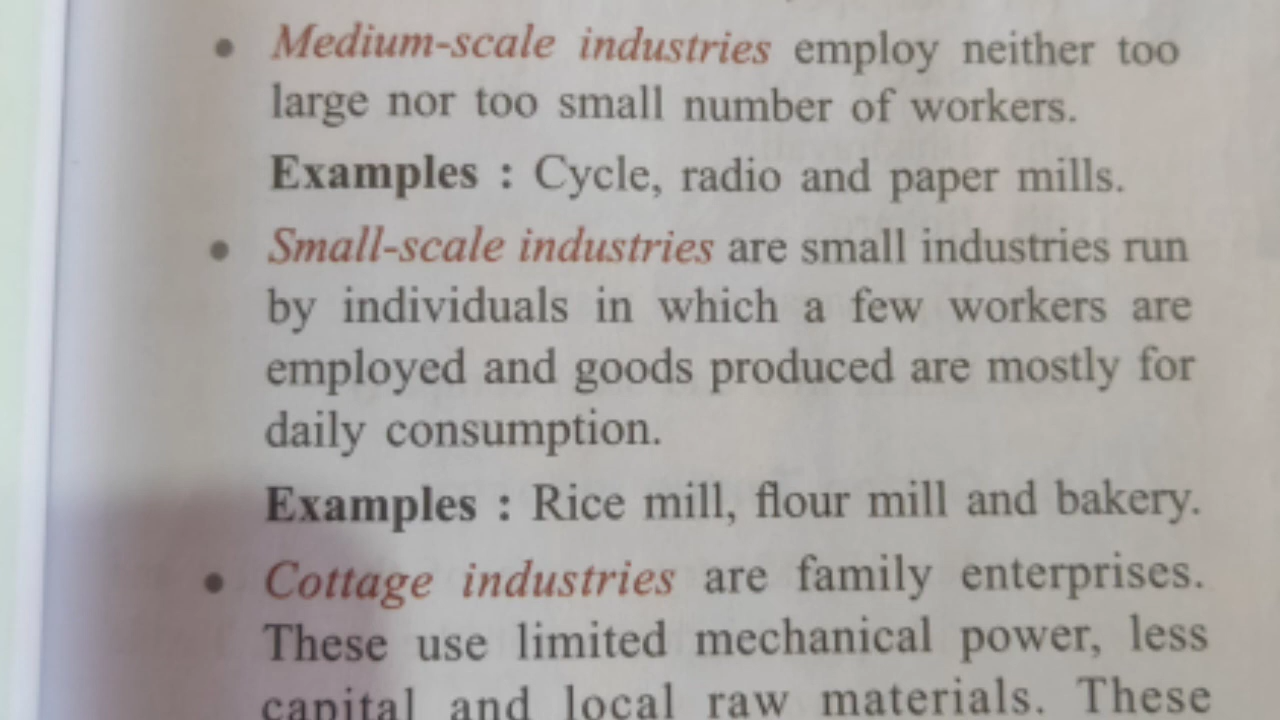 • Medium-scale industries employ neither too
large nor too small number of workers.
Examples : Cycle, radio and paper mills.
• Small-scale industries are small industries run
by individuals in which a few workers are
employed and goods produced are mostly for
daily consumption.
Examples : Rice mill, flour mill and bakery.
• Cottage industries are family enterprises.
These use limited mechanical power, less
capital and local raw materials. These